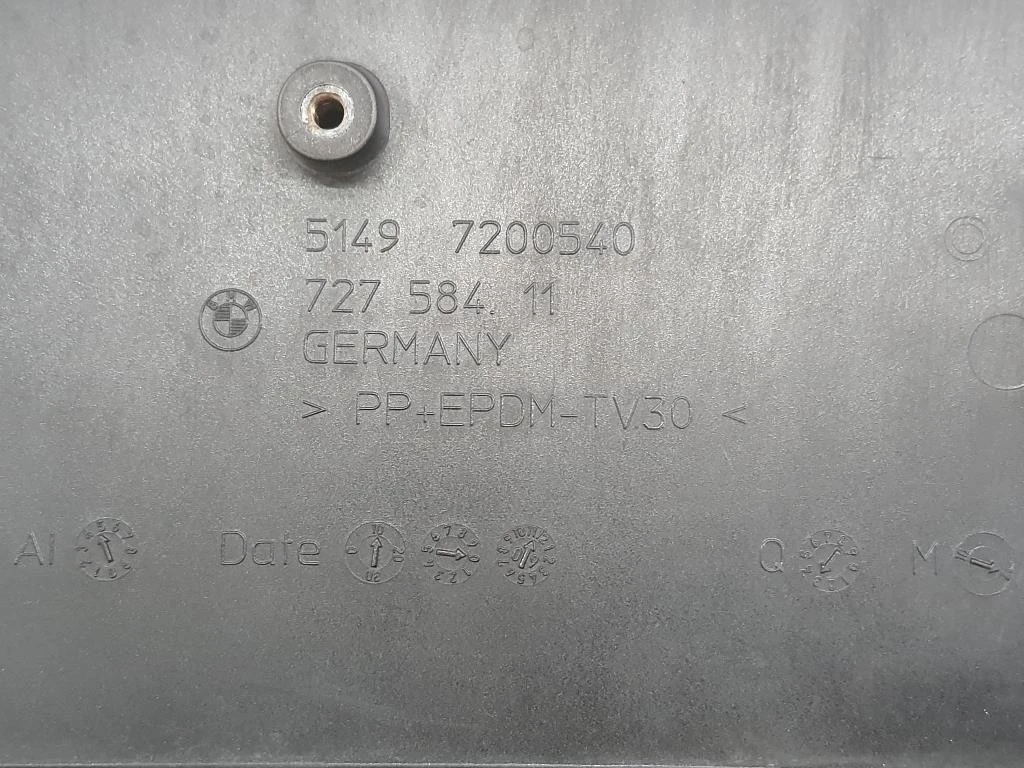 5149 7200540
727 584. 11
GERMANY
> PP+EPDM-TV30 <
AI Date Q M